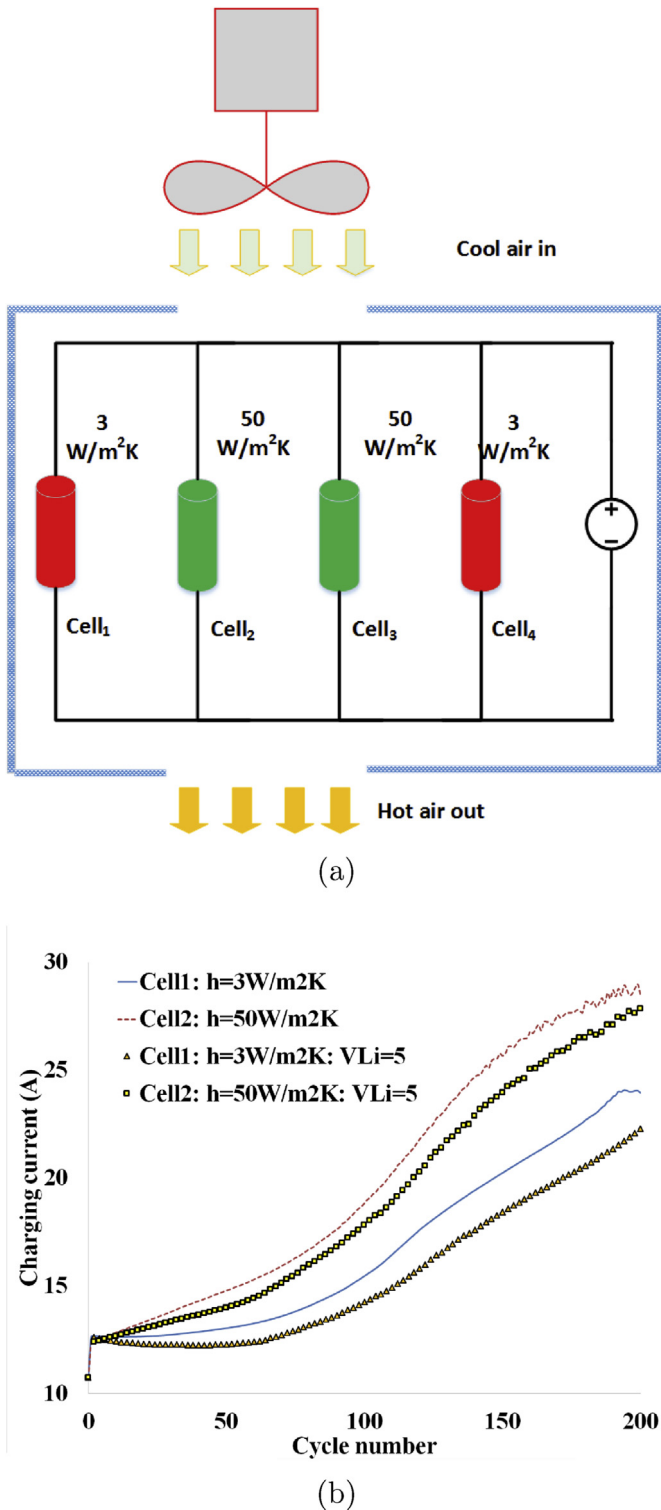 Cool air in
3
W/m²K
50
W/m²K
50
W/m²K
3
W/m²K
+
−
Cell₁
Cell₂
Cell₃
Cell₄
Hot air out
(a)
30
25
20
15
10
Charging current (A)
Cell1: h=3W/m2K
Cell2: h=50W/m2K
Cell1: h=3W/m2K: VLi=5
Cell2: h=50W/m2K: VLi=5
0
50
100
150
200
Cycle number
(b)